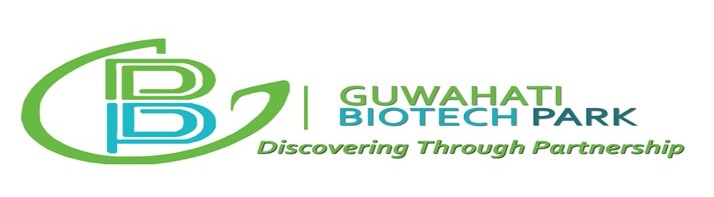 GUWAHATI
BIOTECH PARK
Discovering Through Partnership